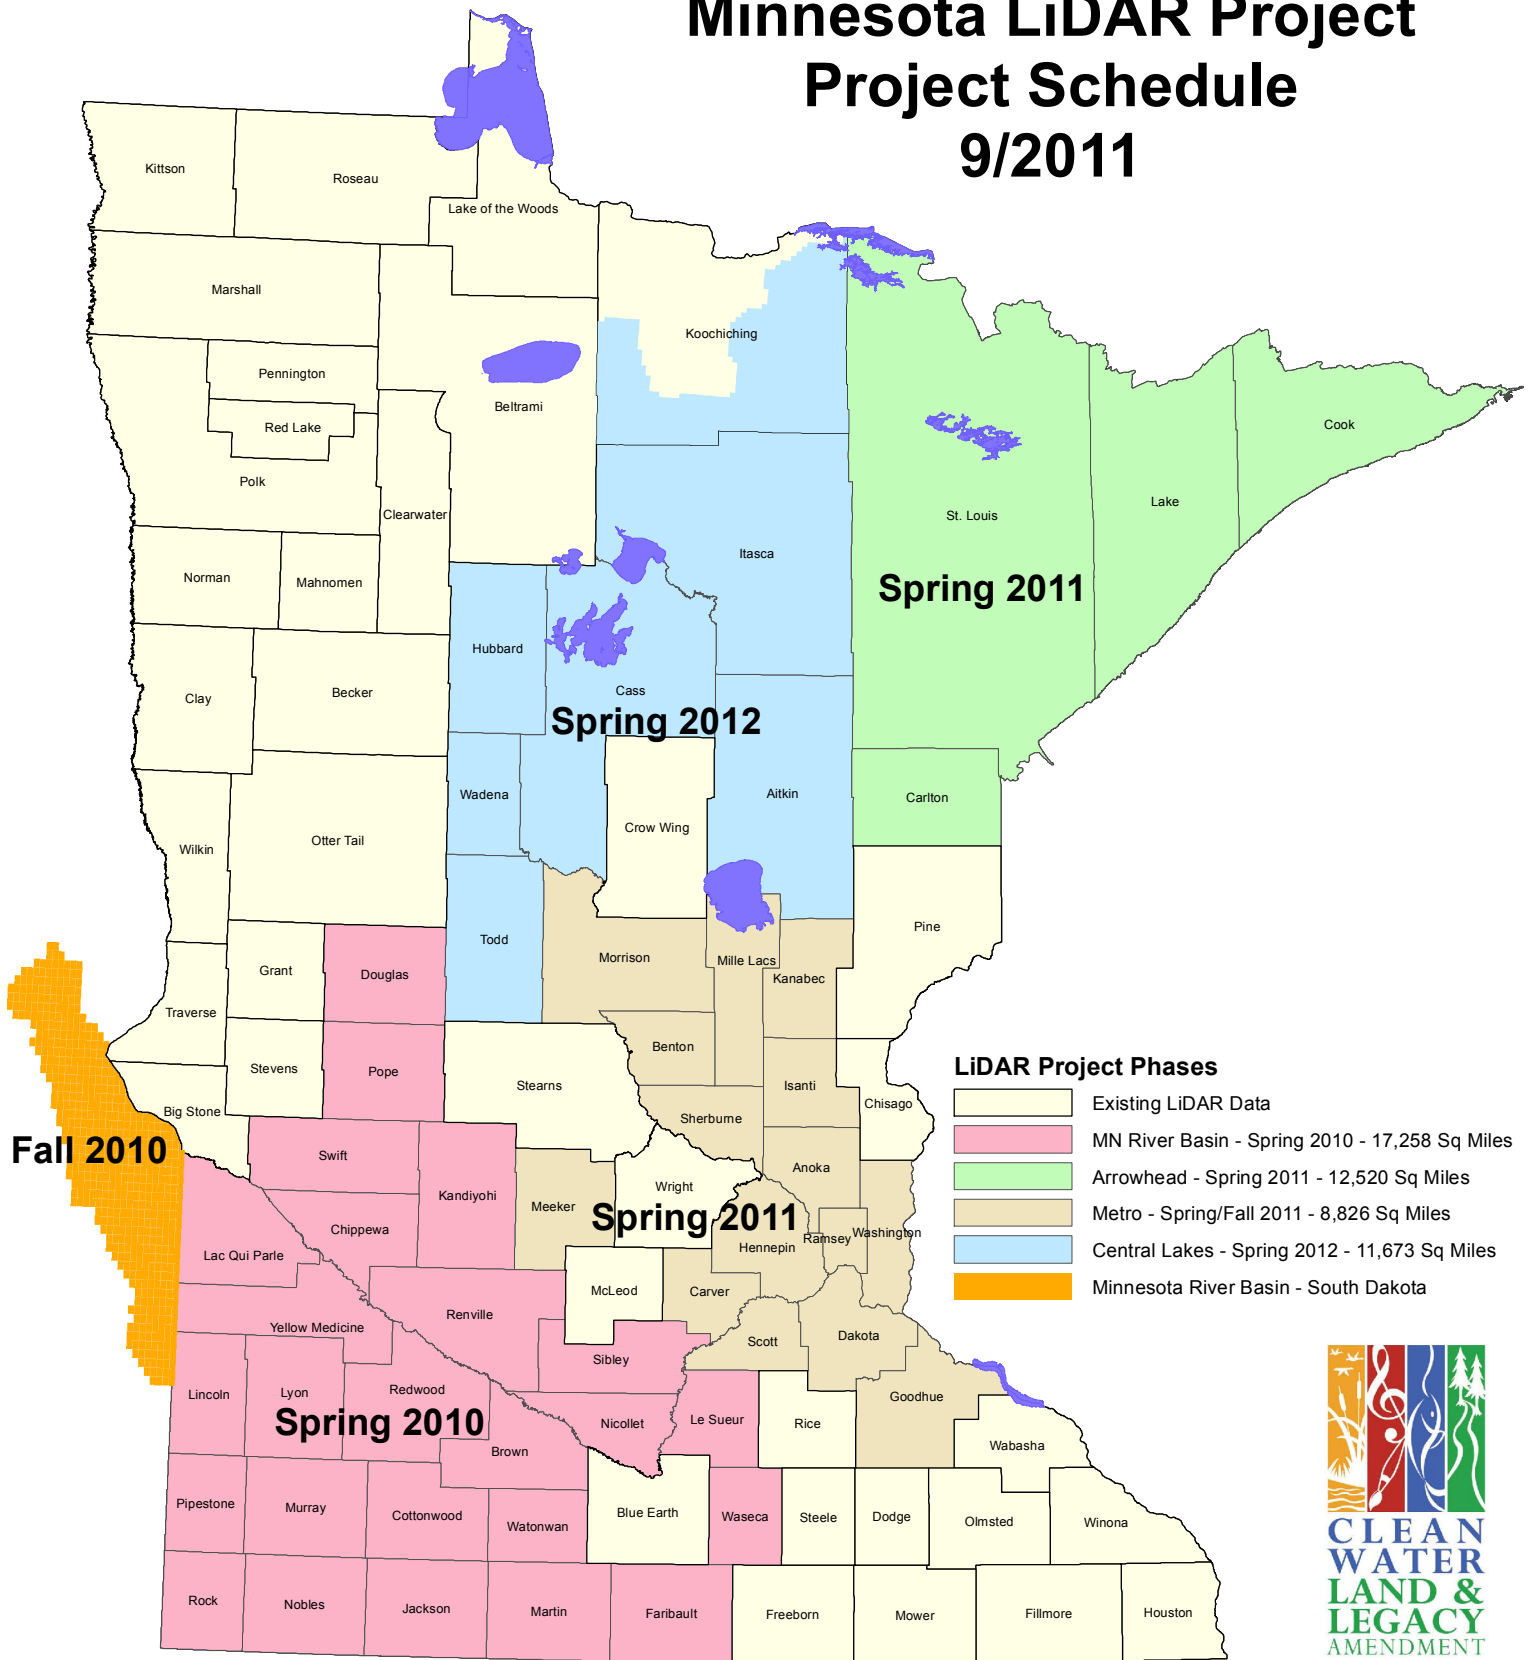 Minnesota LiDAR Project
Project Schedule
9/2011
Kittson
Roseau
Lake of the Woods
Marshall
Koochiching
Pennington
Beltrami
Red Lake
Cook
Polk
Lake
Clearwater
St. Louis
Itasca
Norman
Mahnomen
Spring 2011
Hubbard
Becker
Clay
Cass
Spring 2012
Wadena
Aitkin
Carlton
Crow Wing
Otter Tail
Wilkin
Pine
Todd
Morrison
Mille Lacs
Grant
Douglas
Kanabec
Traverse
Benton
Stevens
Pope
Stearns
Isanti
Chisago
Big Stone
Sherburne
Fall 2010
Swift
Anoka
Kandiyohi
Wright
Meeker
Spring 2011
Chippewa
Washington
Ramsey
Hennepin
Lac Qui Parle
McLeod
Carver
Renville
Yellow Medicine
Dakota
Scott
Sibley
Lincoln
Lyon
Redwood
Goodhue
Spring 2010
Nicollet
Le Sueur
Rice
Brown
Wabasha
Pipestone
Murray
Cottonwood
Watonwan
Blue Earth
Waseca
Steele
Dodge
Olmsted
Winona
Rock
Nobles
Jackson
Martin
Faribault
Freeborn
Mower
Fillmore
Houston
LiDAR Project Phases
Existing LiDAR Data
MN River Basin - Spring 2010 - 17,258 Sq Miles
Arrowhead - Spring 2011 - 12,520 Sq Miles
Metro - Spring/Fall 2011 - 8,826 Sq Miles
Central Lakes - Spring 2012 - 11,673 Sq Miles
Minnesota River Basin - South Dakota
CLEAN
WATER
LAND &
LEGACY
AMENDMENT